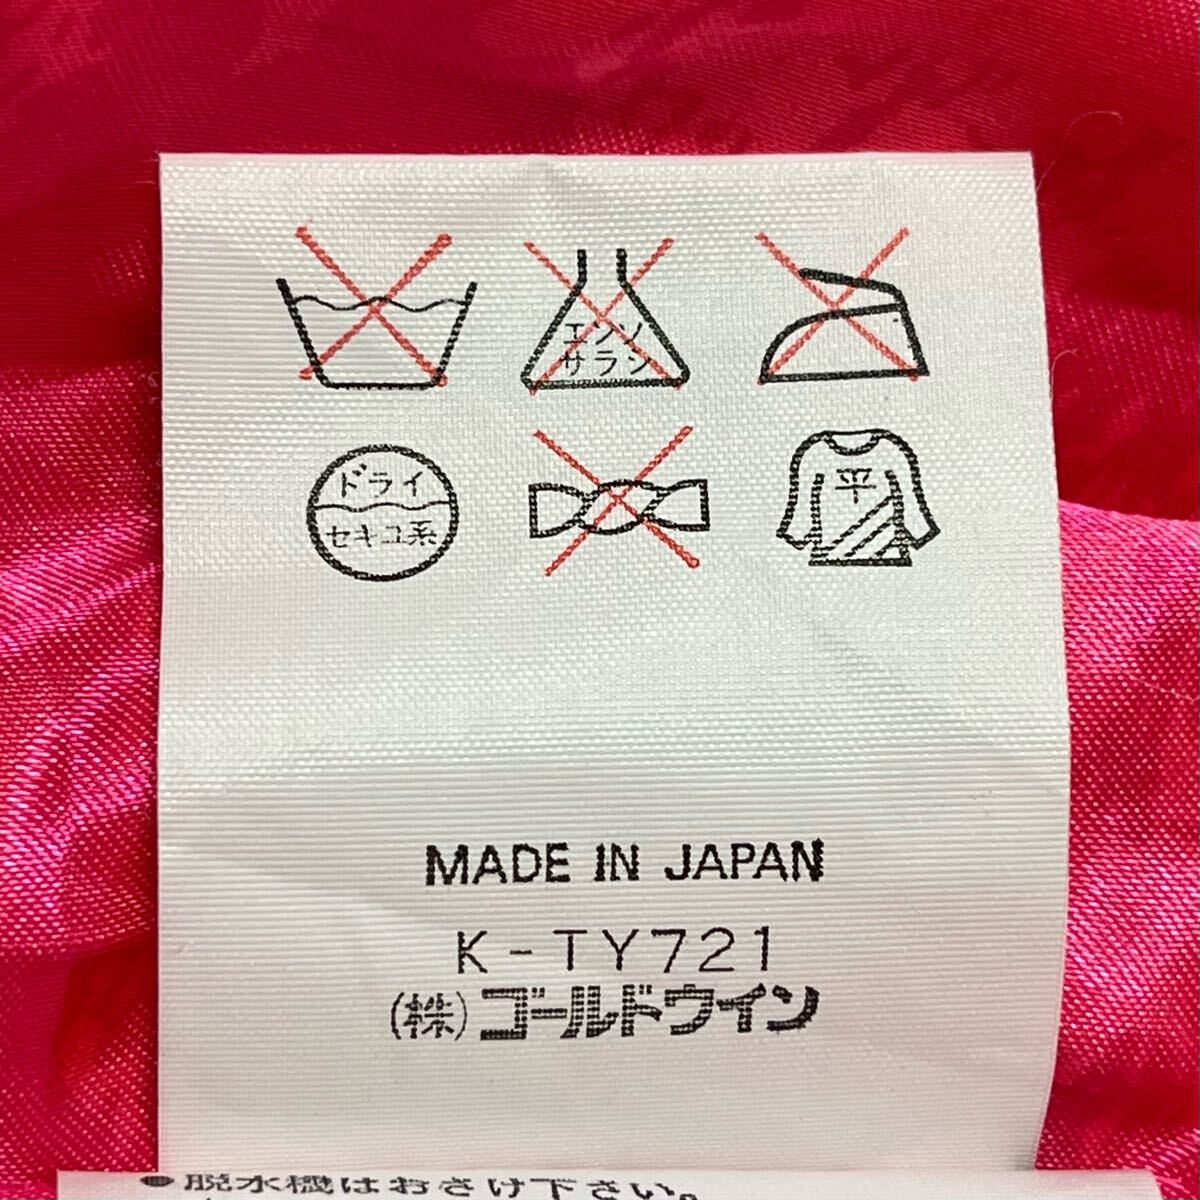 エンソ
サラシ
ドライ
セキユ系
平
MADE IN JAPAN
K-TY721
(株)ゴールドウイン
●脱水機はおさけ下さい。